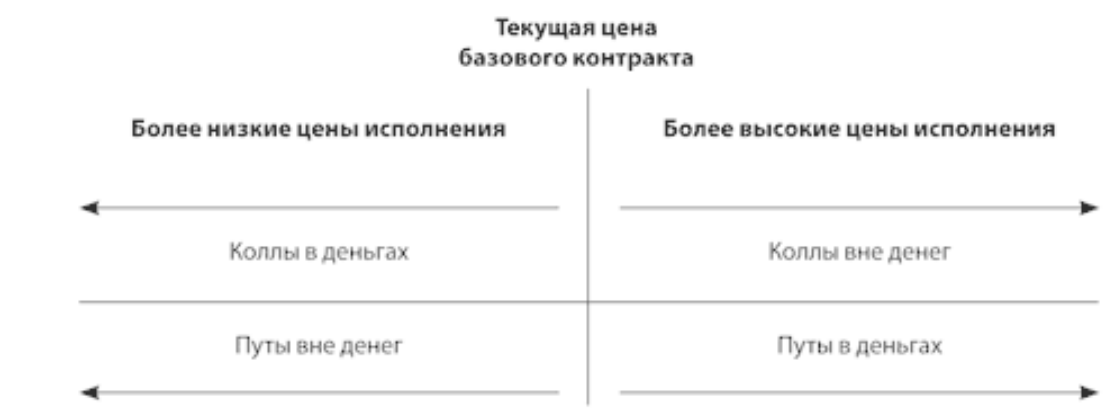 Текущая цена
базового контракта
Более низкие цены исполнения
Более высокие цены исполнения
Коллы в деньгах
Коллы вне денег
Путы вне денег
Путы в деньгах